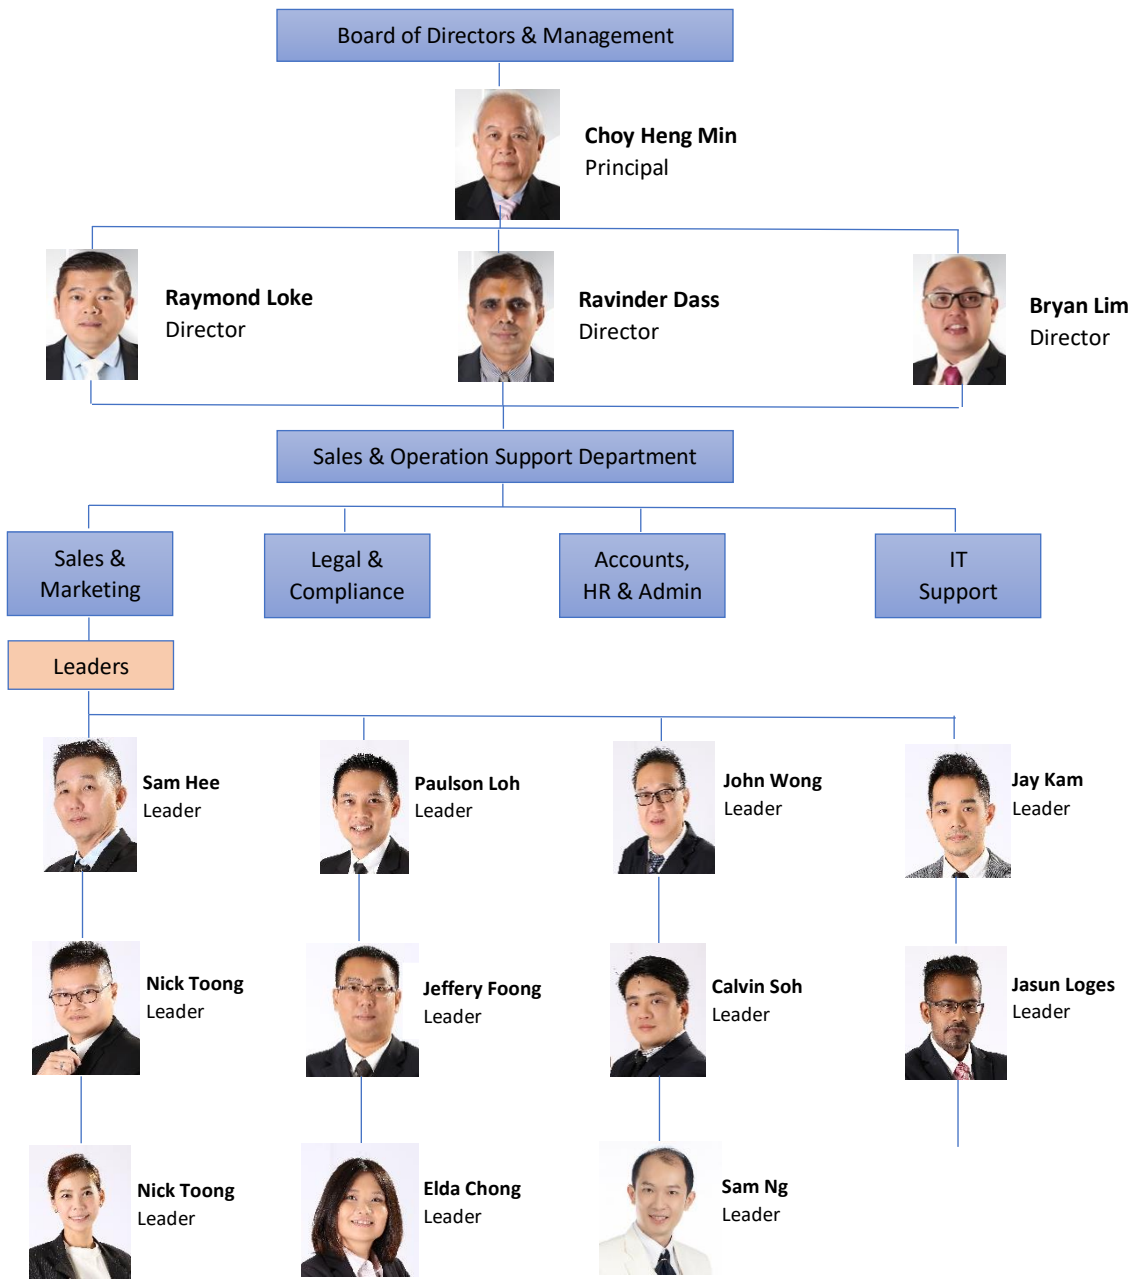 Board of Directors & Management
Choy Heng Min
Principal
Raymond Loke
Director
Ravinder Dass
Director
Bryan Lim
Director
Sales & Operation Support Department
Sales &
Marketing
Legal &
Compliance
Accounts,
HR & Admin
IT
Support
Leaders
Sam Hee
Leader
Paulson Loh
Leader
John Wong
Leader
Jay Kam
Leader
Nick Toong
Leader
Jeffery Foong
Leader
Calvin Soh
Leader
Jasun Loges
Leader
Nick Toong
Leader
Elda Chong
Leader
Sam Ng
Leader